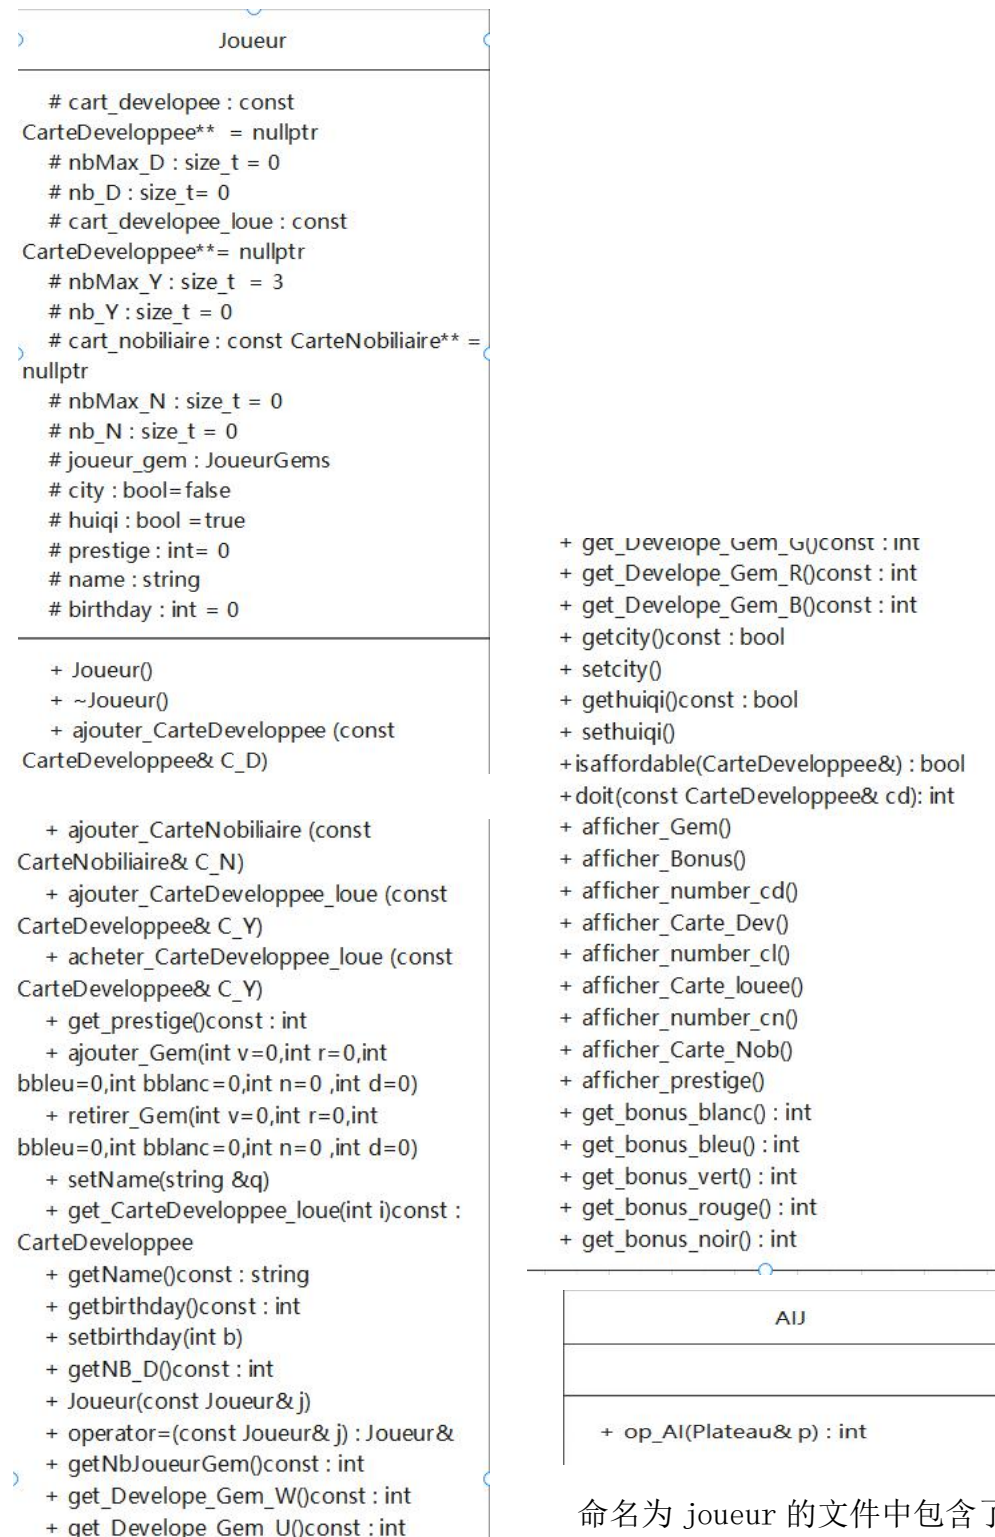 Joueur
# cart_developee : const
CarteDeveloppee** = nullptr
# nbMax_D : size_t = 0
# nb_D : size_t= 0
# cart_developee_loue : const
CarteDeveloppee**= nullptr
# nbMax_Y : size_t = 3
# nb_Y : size_t = 0
# cart_nobiliaire : const CarteNobiliaire** =
nullptr
# nbMax_N : size_t = 0
# nb_N : size_t = 0
# joueur_gem : JoueurGems
# city : bool=false
# huiqi : bool =true
# prestige : int= 0
# name : string
# birthday : int = 0
+ Joueur()
+ ~Joueur()
+ ajouter_CarteDeveloppee (const
CarteDeveloppee& C_D)
+ ajouter_CarteNobiliaire (const
CarteNobiliaire& C_N)
+ ajouter_CarteDeveloppee_loue (const
CarteDeveloppee& C_Y)
+ acheter_CarteDeveloppee_loue (const
CarteDeveloppee& C_Y)
+ get_prestige()const : int
+ ajouter_Gem(int v=0,int r=0,int
bbleu=0,int bblanc=0,int n=0 ,int d=0)
+ retirer_Gem(int v=0,int r=0,int
bbleu=0,int bblanc=0,int n=0 ,int d=0)
+ setName(string &q)
+ get_CarteDeveloppee_loue(int i)const :
CarteDeveloppee
+ getName()const : string
+ getbirthday()const : int
+ setbirthday(int b)
+ getNB_D()const : int
+ Joueur(const Joueur& j)
+ operator=(const Joueur& j) : Joueur&
+ getNbJoueurGem()const : int
+ get_Develope_Gem_W()const : int
+ get_Develope_Gem_U()const : int
+ get_Develope_Gem_G()const : int
+ get_Develope_Gem_R()const : int
+ get_Develope_Gem_B()const : int
+ getcity()const : bool
+ setcity()
+ gethuiqi()const : bool
+ sethuiqi()
+isaffordable(CarteDeveloppee&) : bool
+doit(const CarteDeveloppee& cd): int
+ afficher_Gem()
+ afficher_Bonus()
+ afficher_number_cd()
+ afficher_Carte_Dev()
+ afficher_number_cl()
+ afficher_Carte_louee()
+ afficher_number_cn()
+ afficher_Carte_Nob()
+ afficher_prestige()
+ get_bonus_blanc() : int
+ get_bonus_bleu() : int
+ get_bonus_vert() : int
+ get_bonus_rouge() : int
+ get_bonus_noir() : int
AIJ
+ op_AI(Plateau& p) : int
命名为 joueur 的文件中包含了